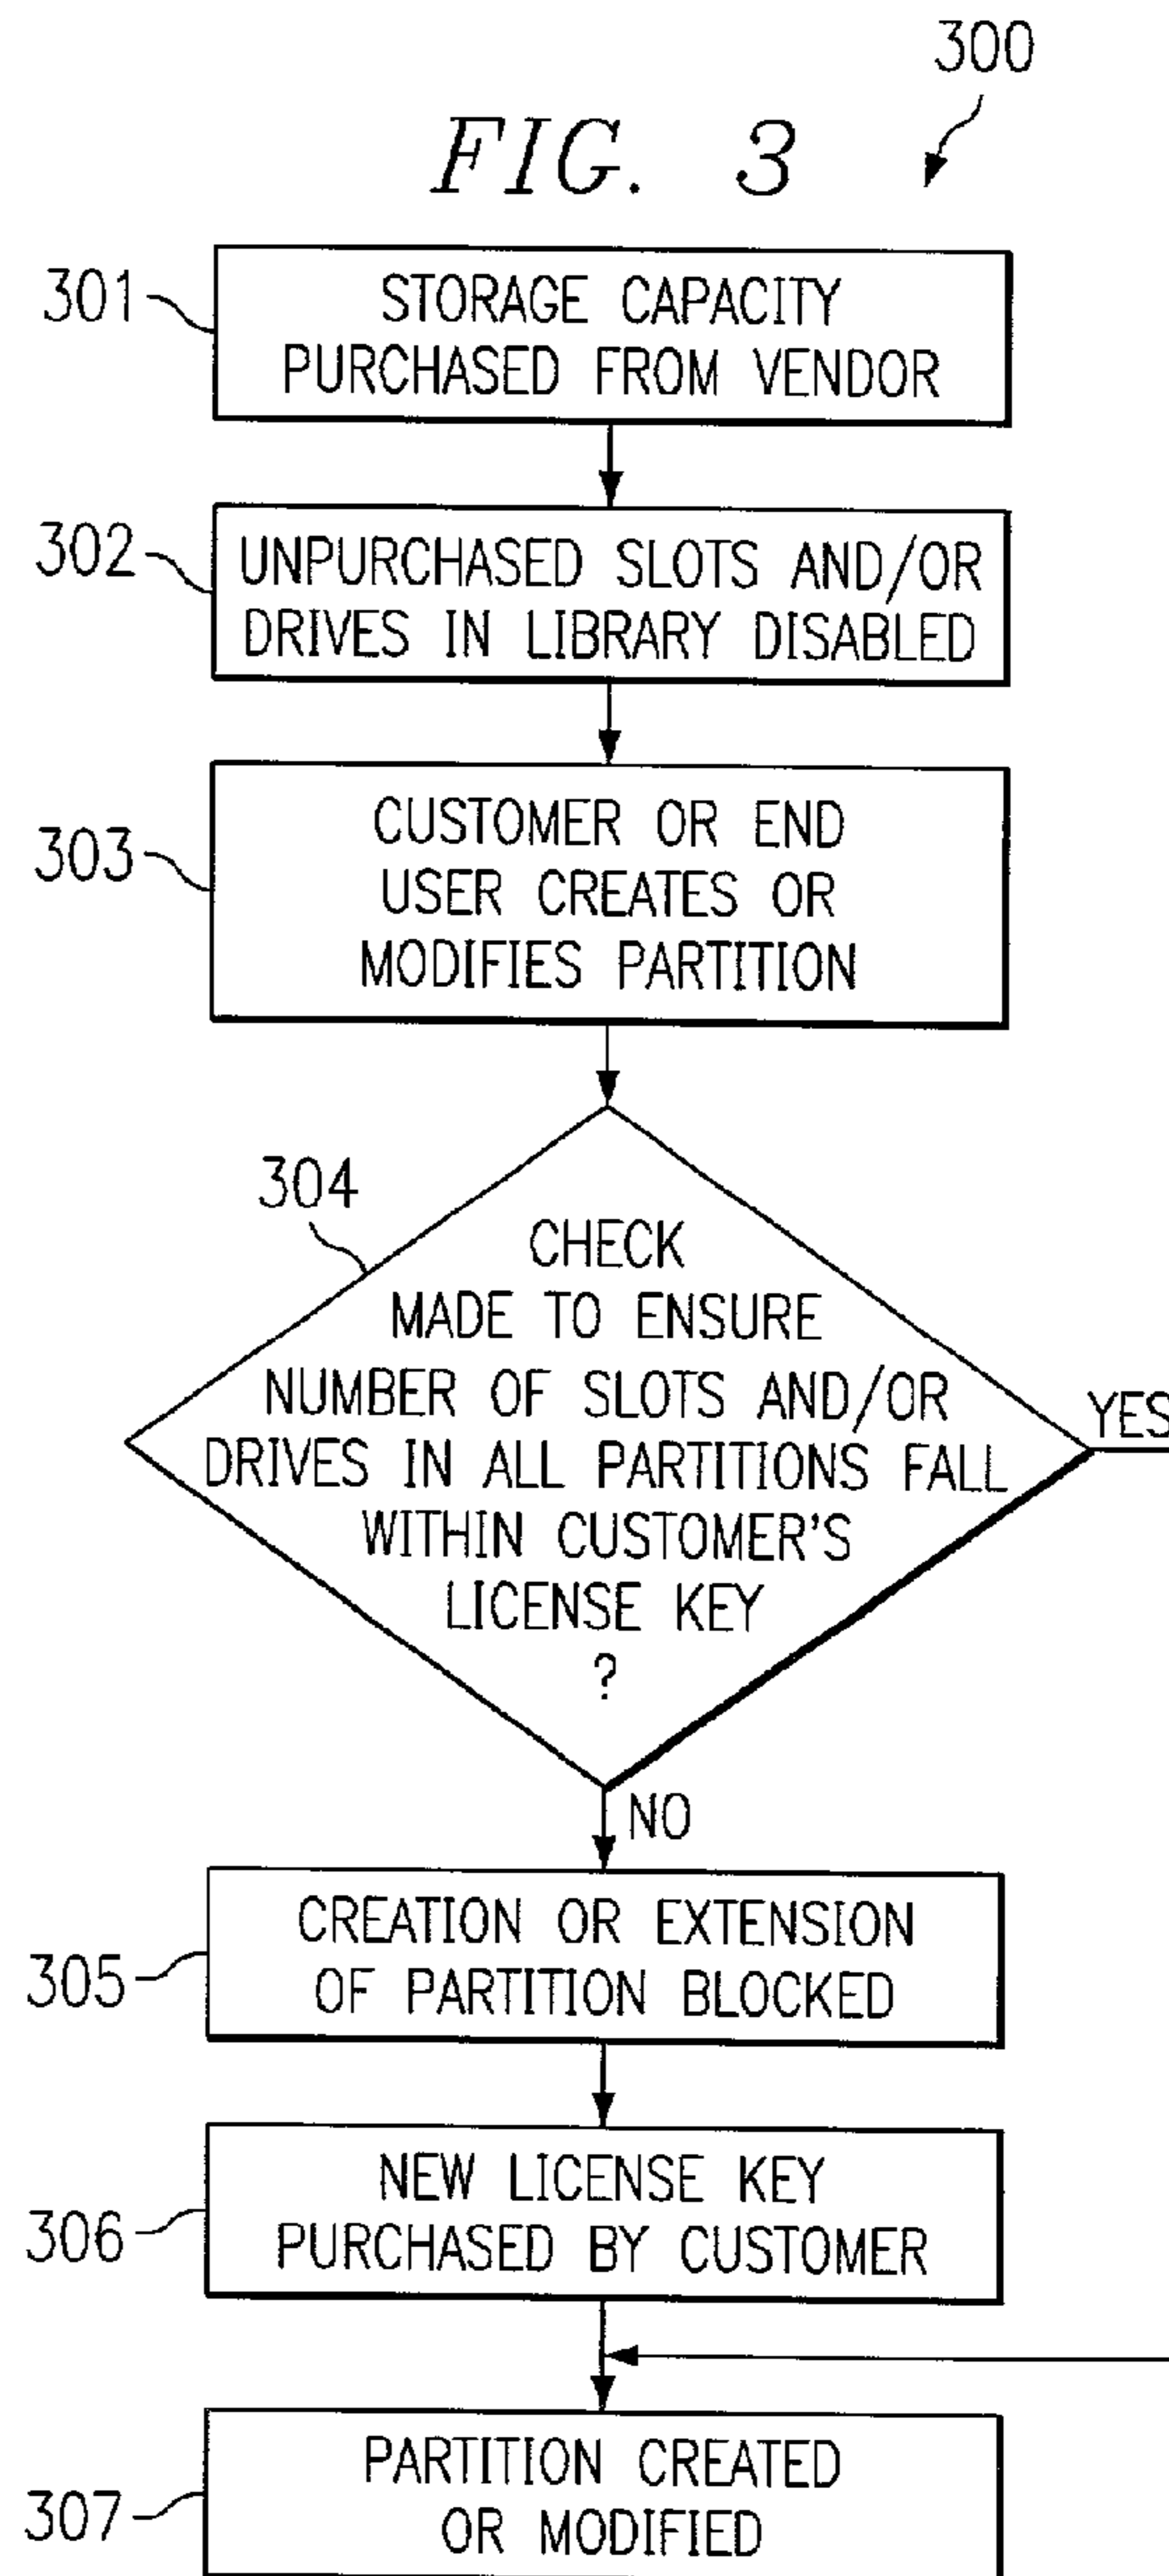 300
FIG. 3
301
STORAGE CAPACITY
PURCHASED FROM VENDOR
302
UNPURCHASED SLOTS AND/OR
DRIVES IN LIBRARY DISABLED
303
CUSTOMER OR END
USER CREATES OR
MODIFIES PARTITION
304
CHECK
MADE TO ENSURE
NUMBER OF SLOTS AND/OR
DRIVES IN ALL PARTITIONS FALL
WITHIN CUSTOMER'S
LICENSE KEY
?
YES
NO
305
CREATION OR EXTENSION
OF PARTITION BLOCKED
306
NEW LICENSE KEY
PURCHASED BY CUSTOMER
307
PARTITION CREATED
OR MODIFIED